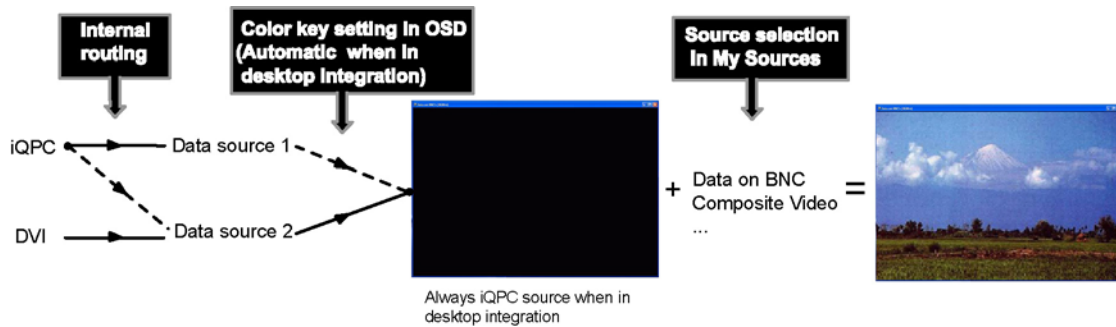 Internal
routing
Color key setting in OSD
(Automatic when in
desktop integration)
Source selection
in My Sources
iQPC
Data source 1
DVI
Data source 2
+
Data on BNC
Composite Video
...
=
Always iQPC source when in
desktop integration